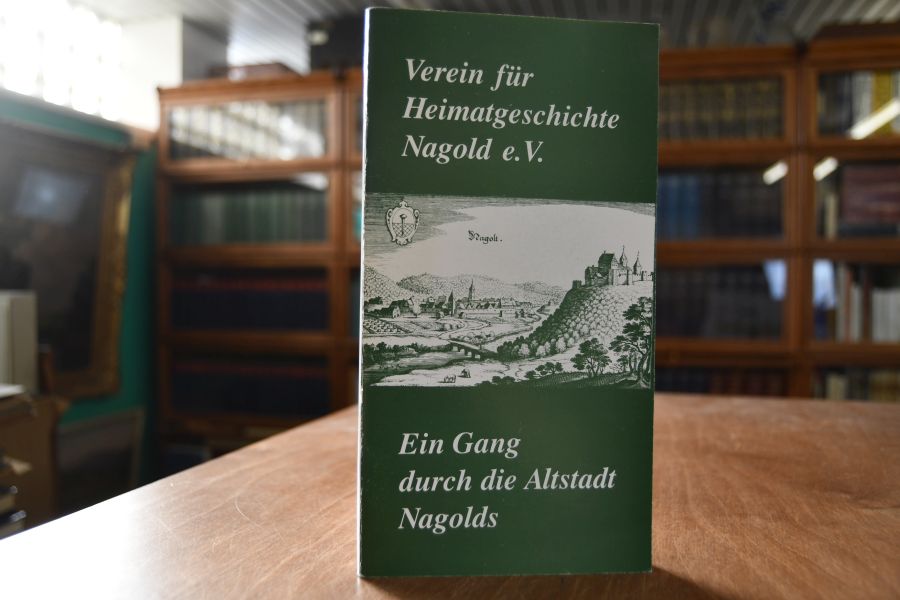 Verein für
Heimatgeschichte
Nagold e.V.
Nagolt.
Ein Gang
durch die Altstadt
Nagolds